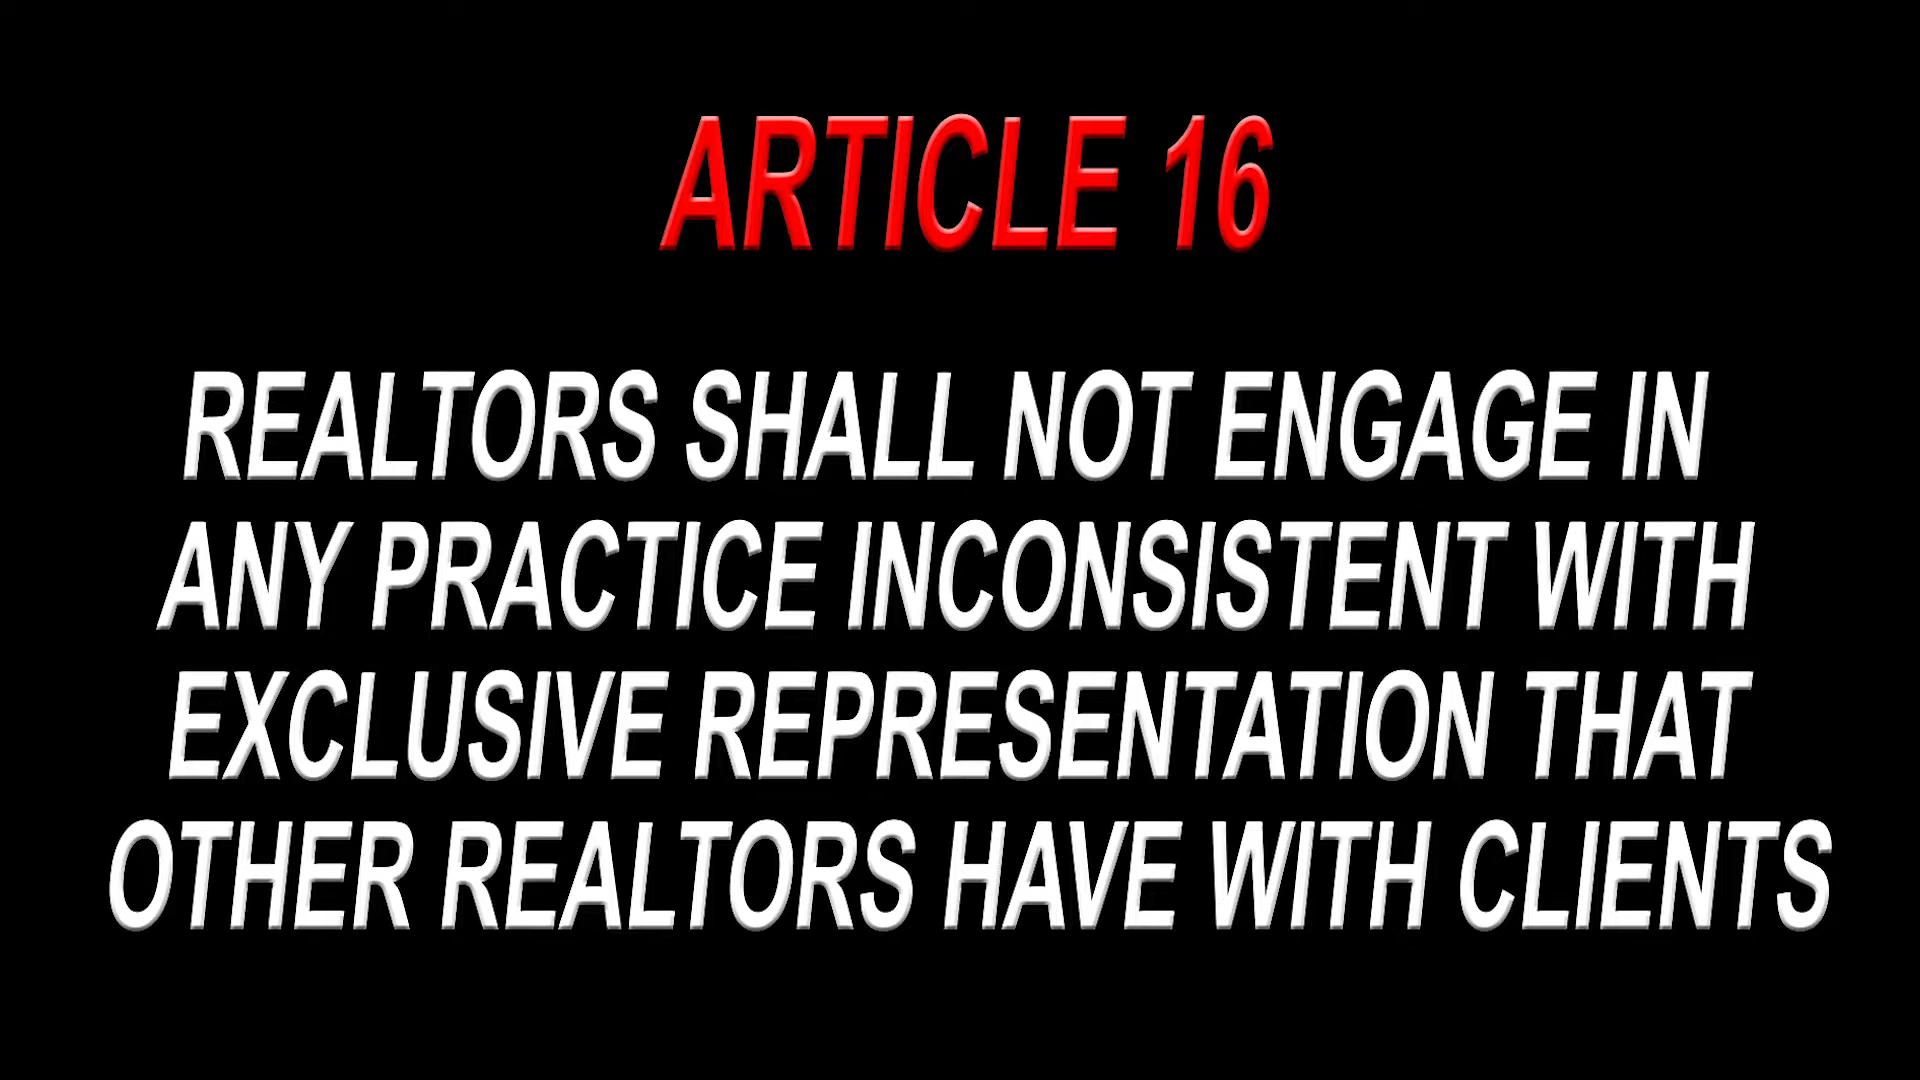 ARTICLE 16
REALTORS SHALL NOT ENGAGE IN
ANY PRACTICE INCONSISTENT WITH
EXCLUSIVE REPRESENTATION THAT
OTHER REALTORS HAVE WITH CLIENTS